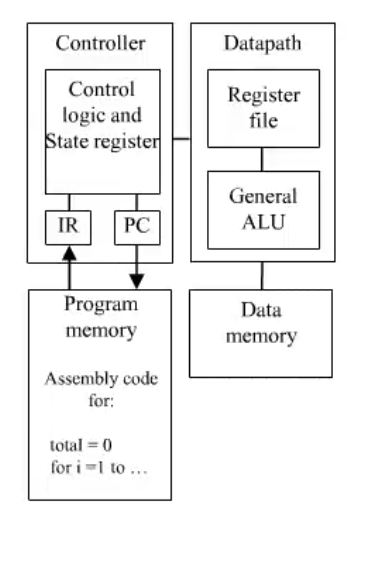 Controller
Control
logic and
State register
IR
PC
Datapath
Register
file
General
ALU
Program
memory
Assembly code
for:
total = 0
for i =1 to ...
Data
memory